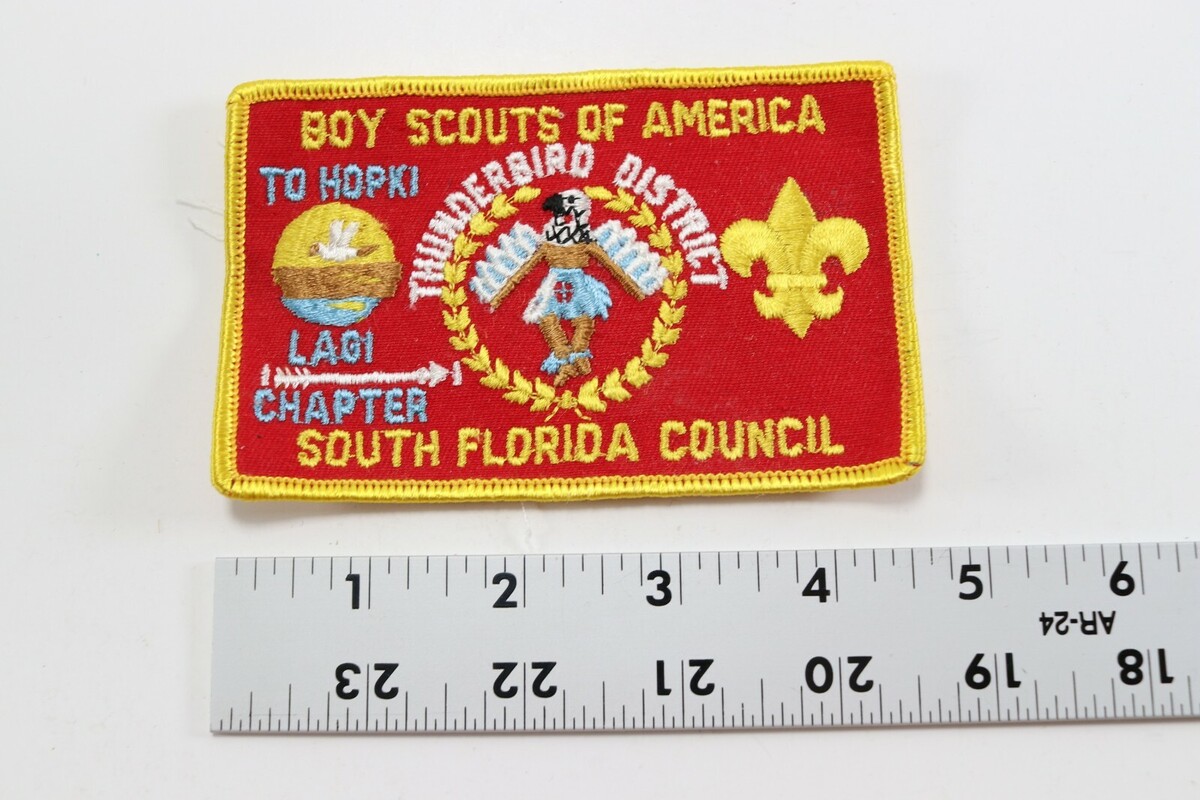 BOY SCOUTS OF AMERICA
TO HOPKI
THUNDERBIRD DISTRICT
LAGI
CHAPTER
SOUTH FLORIDA COUNCIL
1 2 3 4 5 6
AR-24
23 22 21 20 19 18